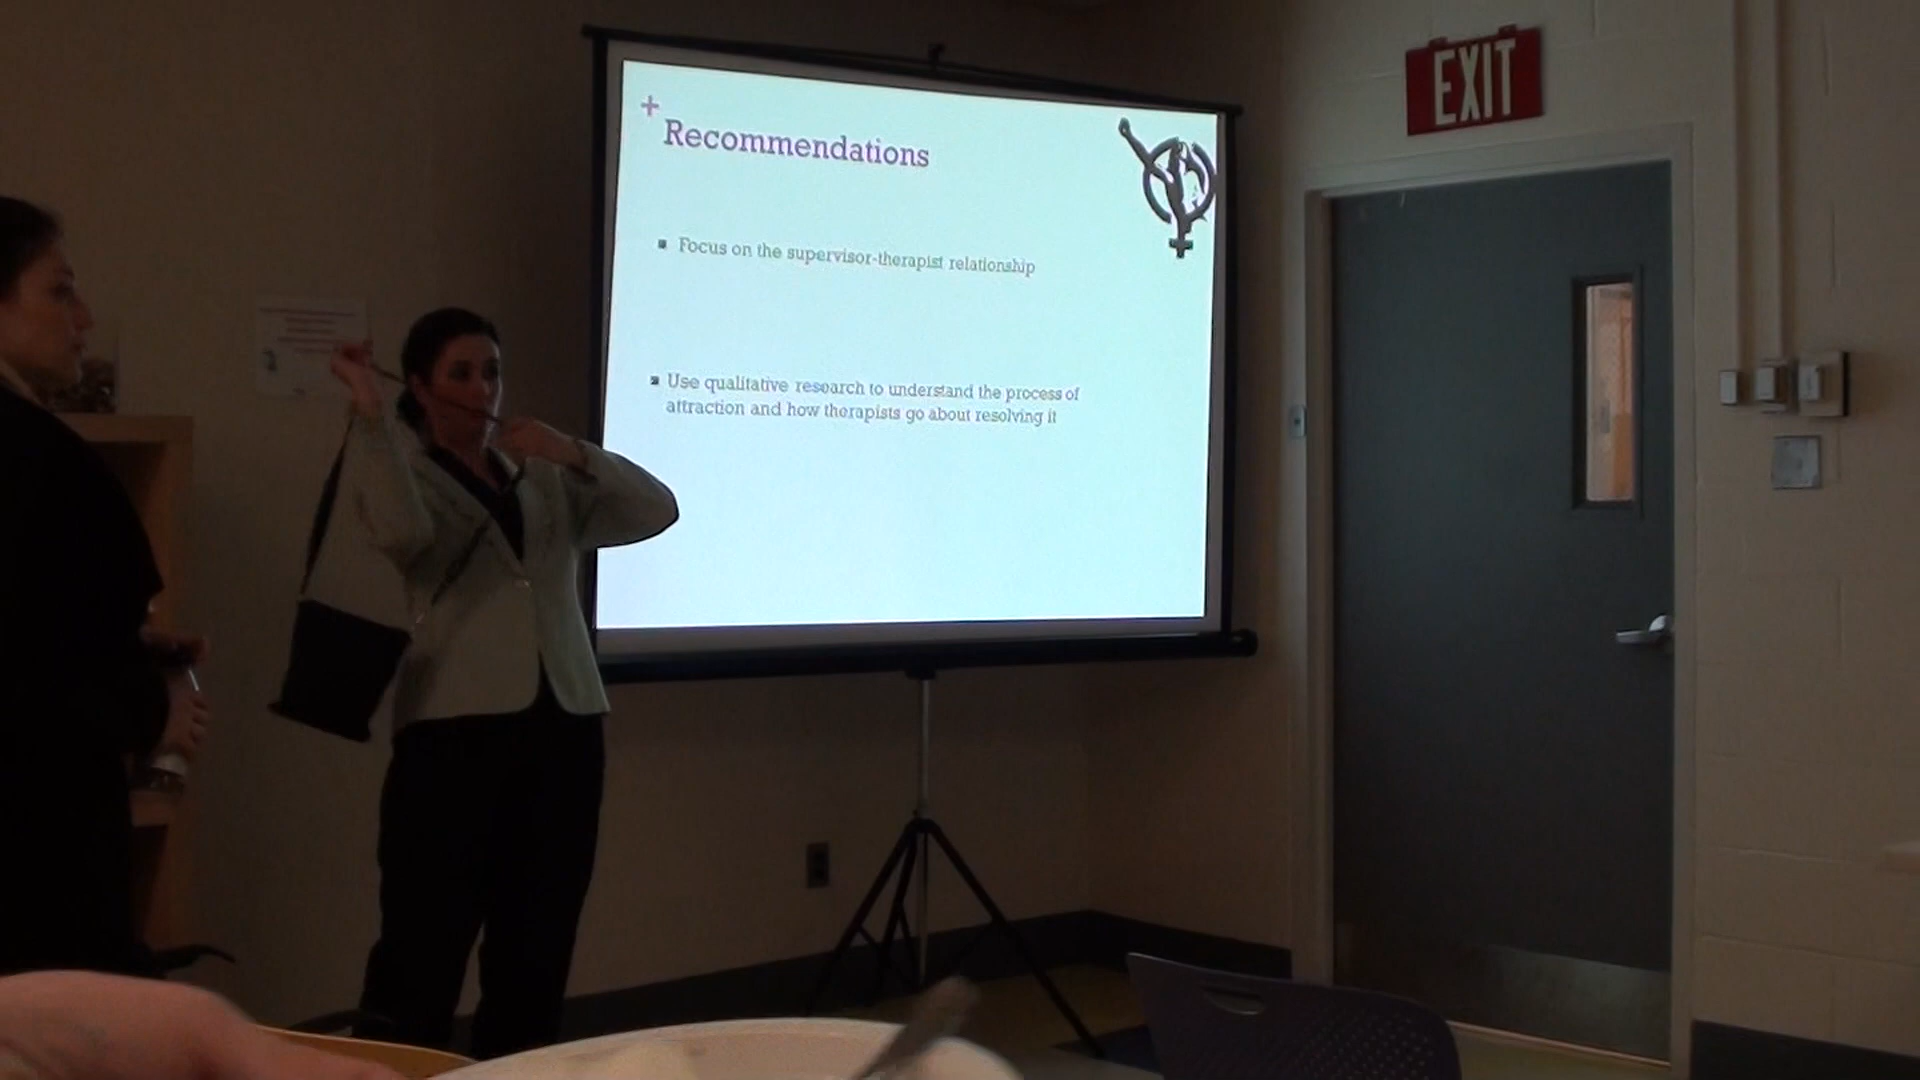 EXIT
+
Recommendations
Focus on the supervisor-therapist relationship
Use qualitative research to understand the process of
attraction and how therapists go about resolving it